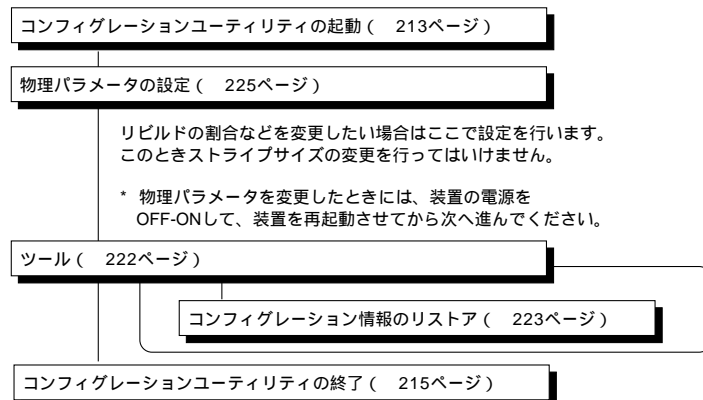 コンフィグレーションユーティリティの起動(　213ページ)
物理パラメータの設定(　225ページ)
リビルドの割合などを変更したい場合はここで設定を行います。
このときストライプサイズの変更を行ってはいけません。
* 物理パラメータを変更したときには、装置の電源を
OFF-ONして、装置を再起動させてから次へ進んでください。
ツール(　222ページ)
コンフィグレーション情報のリストア(　223ページ)
コンフィグレーションユーティリティの終了(　215ページ)